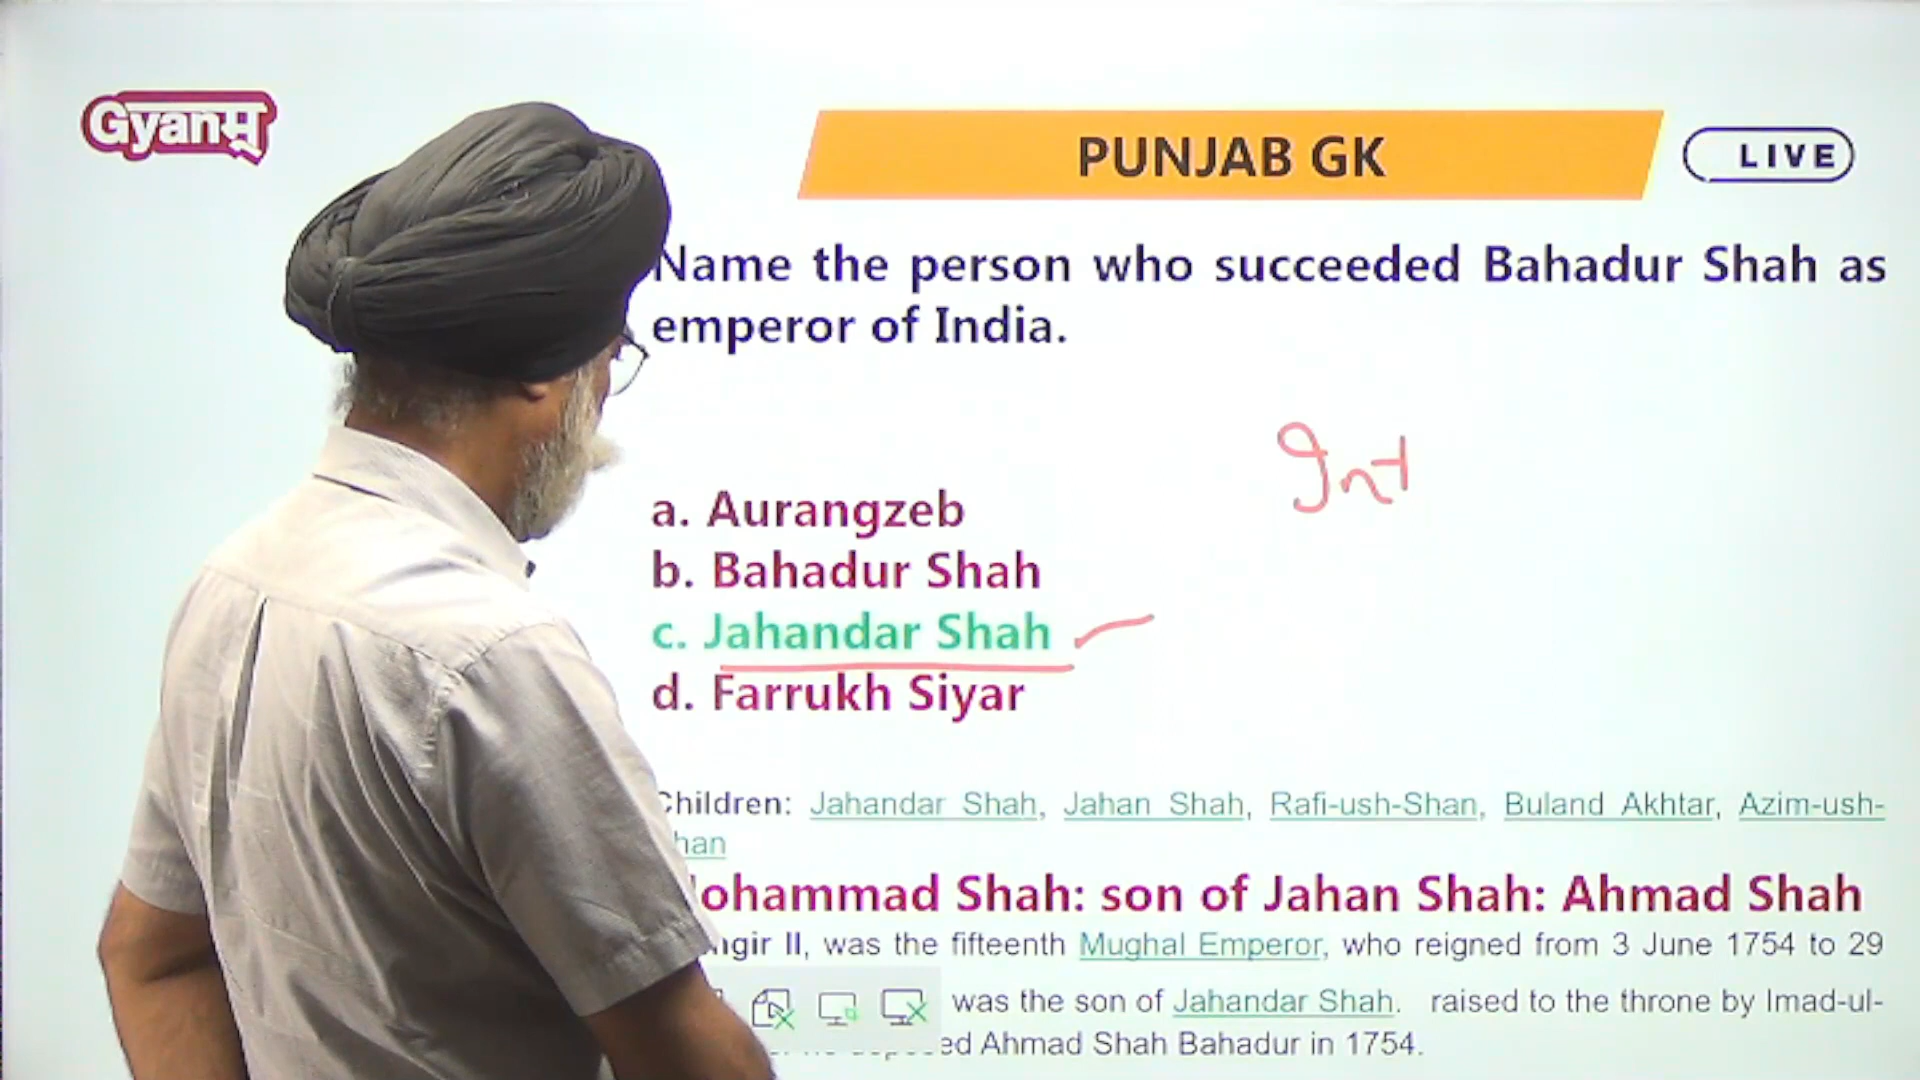 Gyanm
PUNJAB GK
LIVE
Name the person who succeeded Bahadur Shah as
emperor of India.
Int
a. Aurangzeb
b. Bahadur Shah
c. Jahandar Shah
d. Farrukh Siyar
Children: Jahandar Shah, Jahan Shah, Rafi-ush-Shan, Buland Akhtar, Azim-ush-
han
ohammad Shah: son of Jahan Shah: Ahmad Shah
ngir II, was the fifteenth Mughal Emperor, who reigned from 3 June 1754 to 29
was the son of Jahandar Shah. raised to the throne by Imad-ul-
ed Ahmad Shah Bahadur in 1754.